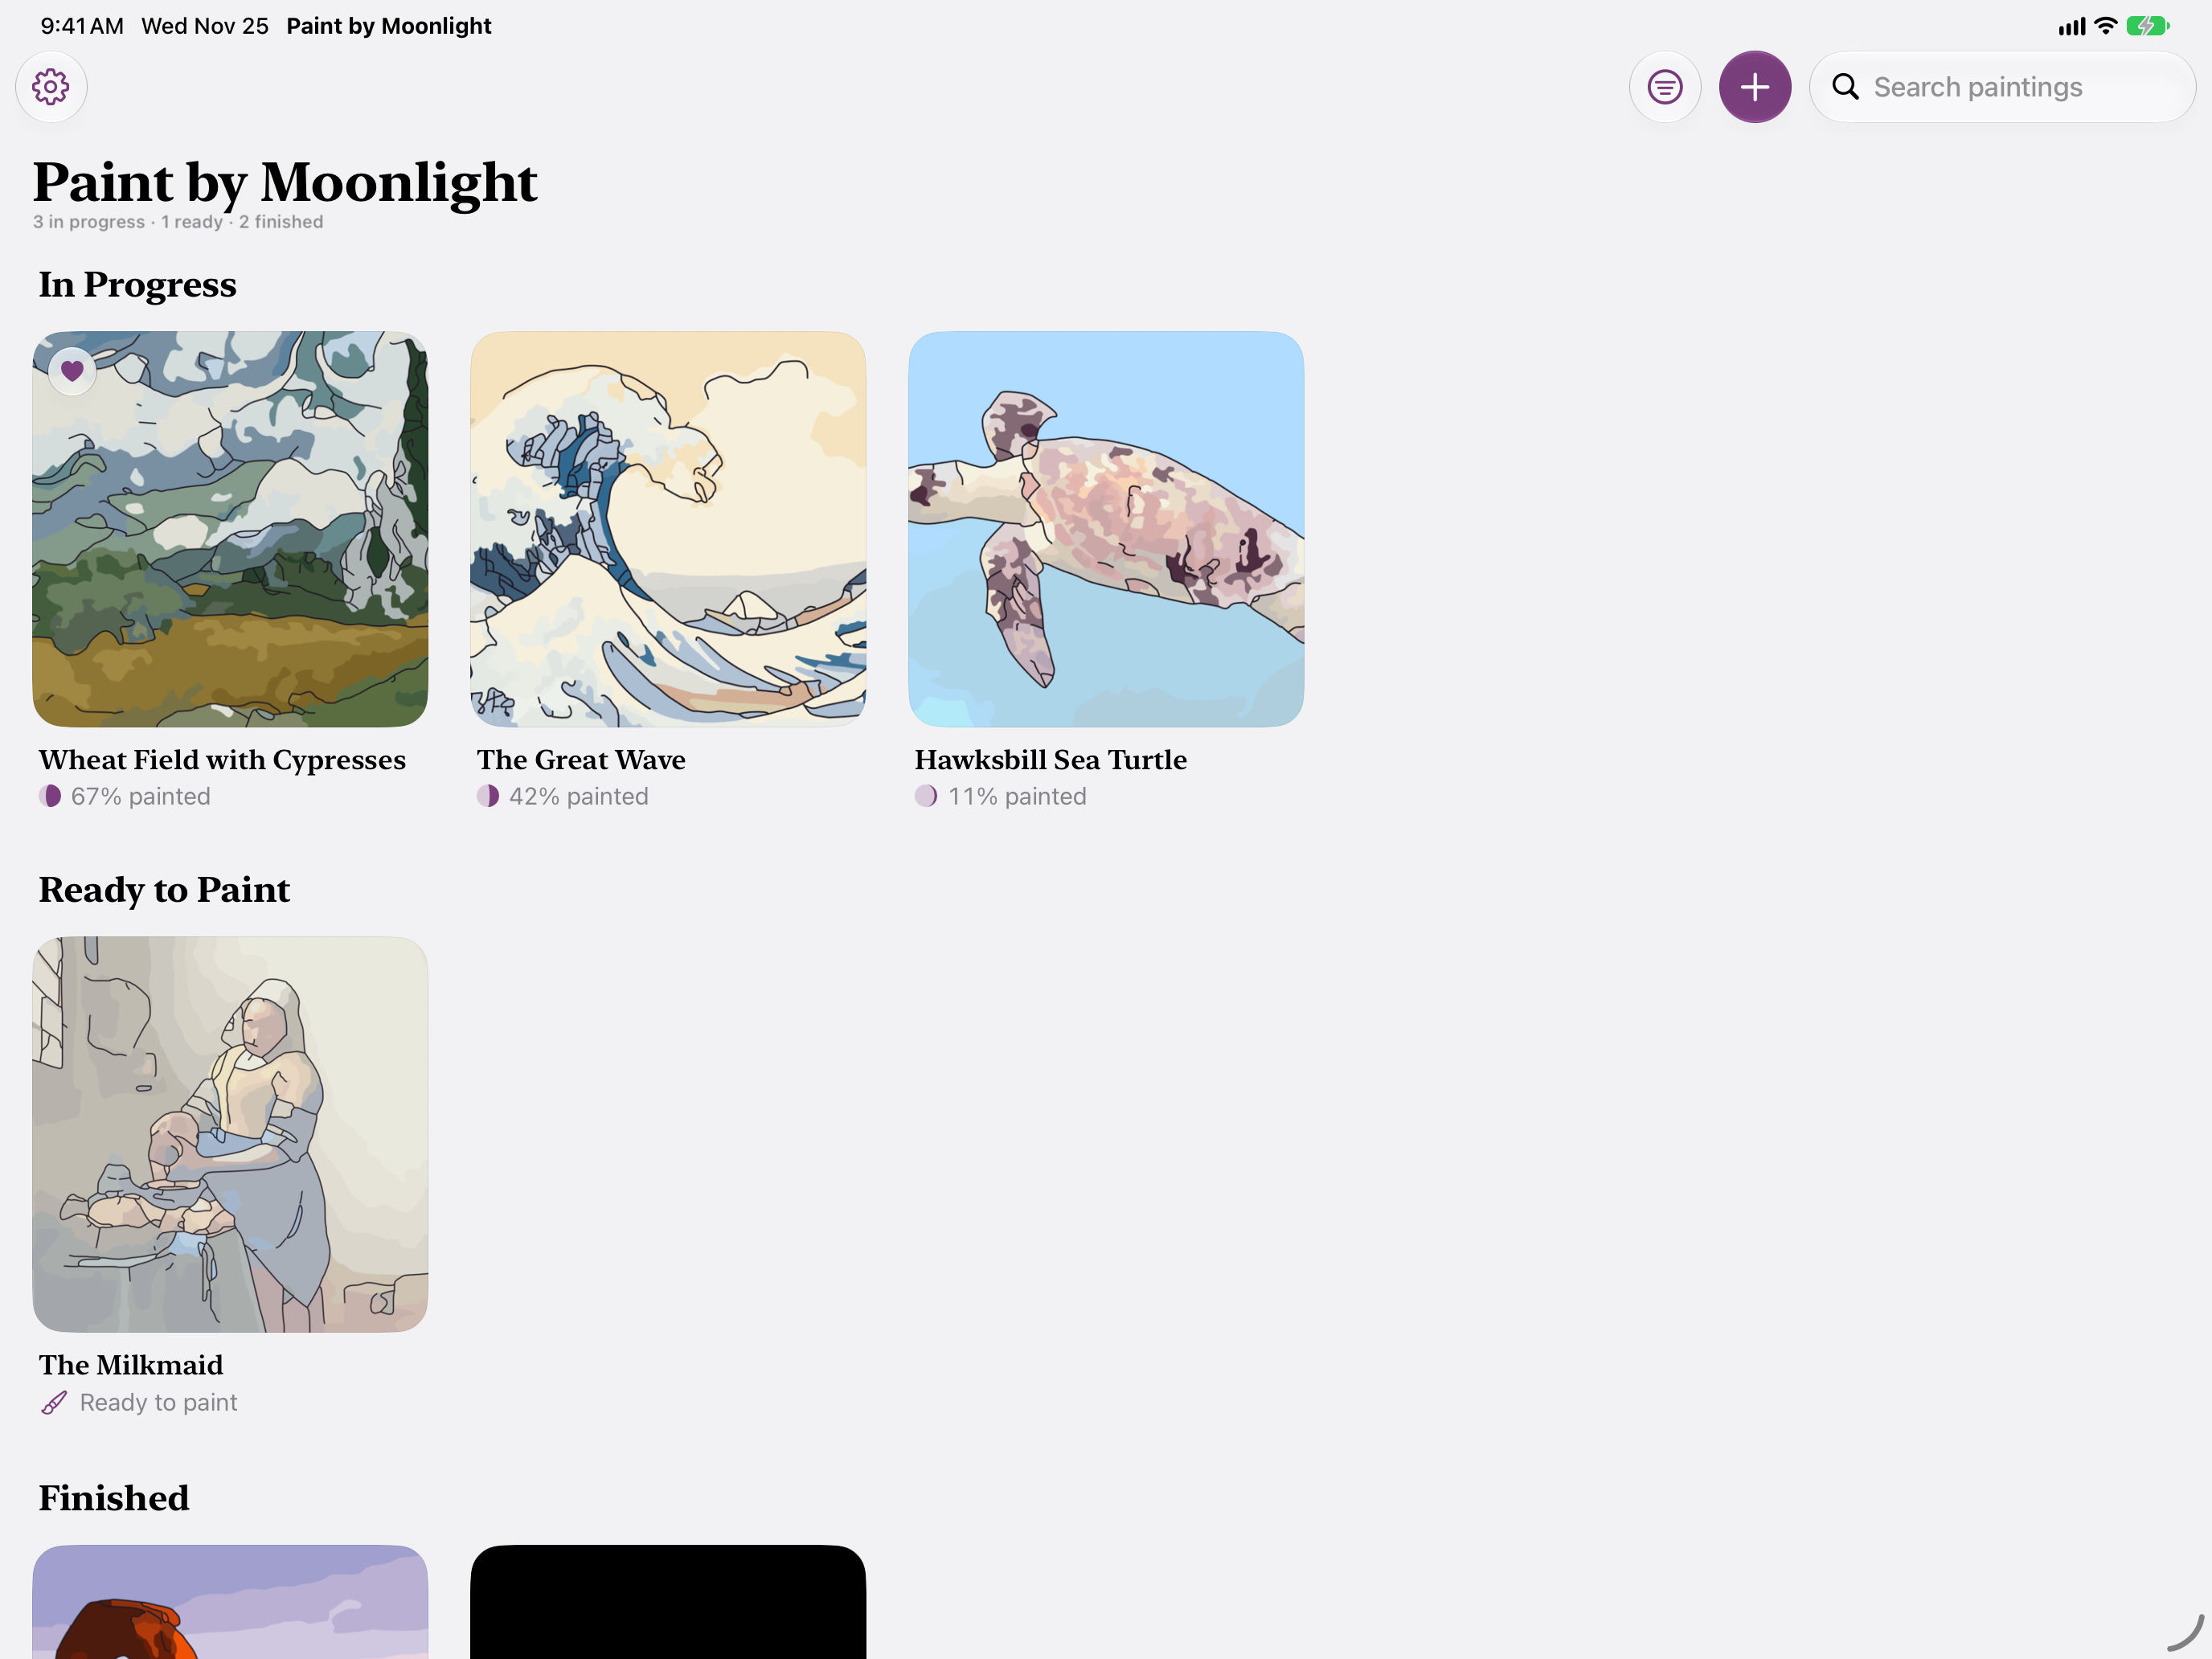 9:41 AM Wed Nov 25 Paint by Moonlight
Search paintings
Paint by Moonlight
3 in progress · 1 ready · 2 finished
In Progress
Wheat Field with Cypresses
67% painted
The Great Wave
42% painted
Hawksbill Sea Turtle
11% painted
Ready to Paint
The Milkmaid
Ready to paint
Finished